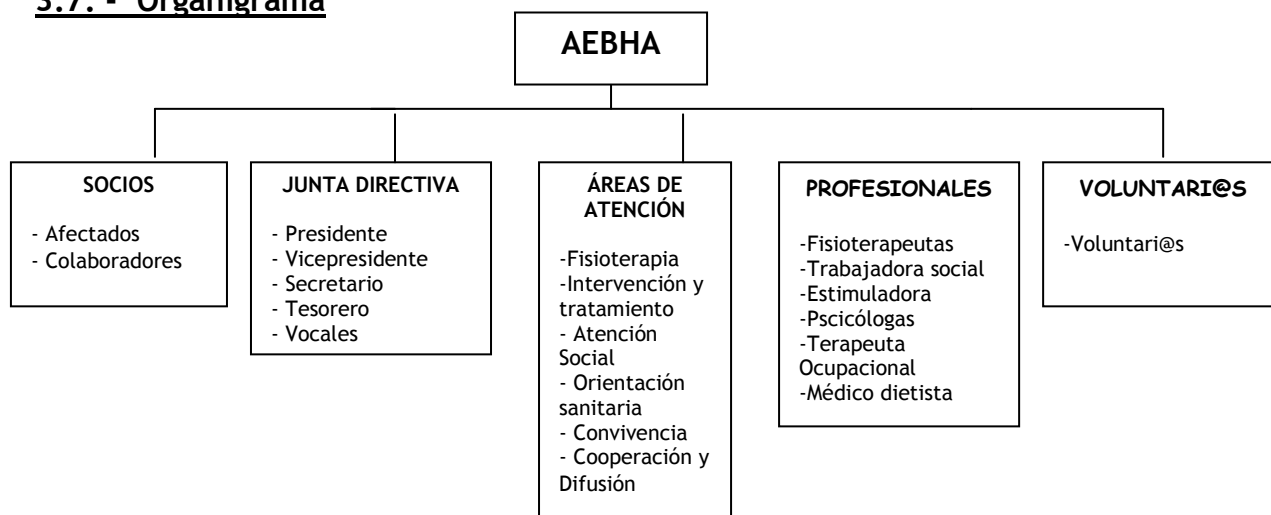 3.7. - Organigrama
AEBHA
SOCIOS
- Afectados
- Colaboradores
JUNTA DIRECTIVA
- Presidente
- Vicepresidente
- Secretario
- Tesorero
- Vocales
ÁREAS DE
ATENCIÓN
-Fisioterapia
-Intervención y
tratamiento
- Atención
Social
- Orientación
sanitaria
- Convivencia
- Cooperación y
Difusión
PROFESIONALES
-Fisioterapeutas
-Trabajadora social
-Estimuladora
-Pscicólogas
-Terapeuta
Ocupacional
-Médico dietista
VOLUNTARI@S
-Voluntari@s